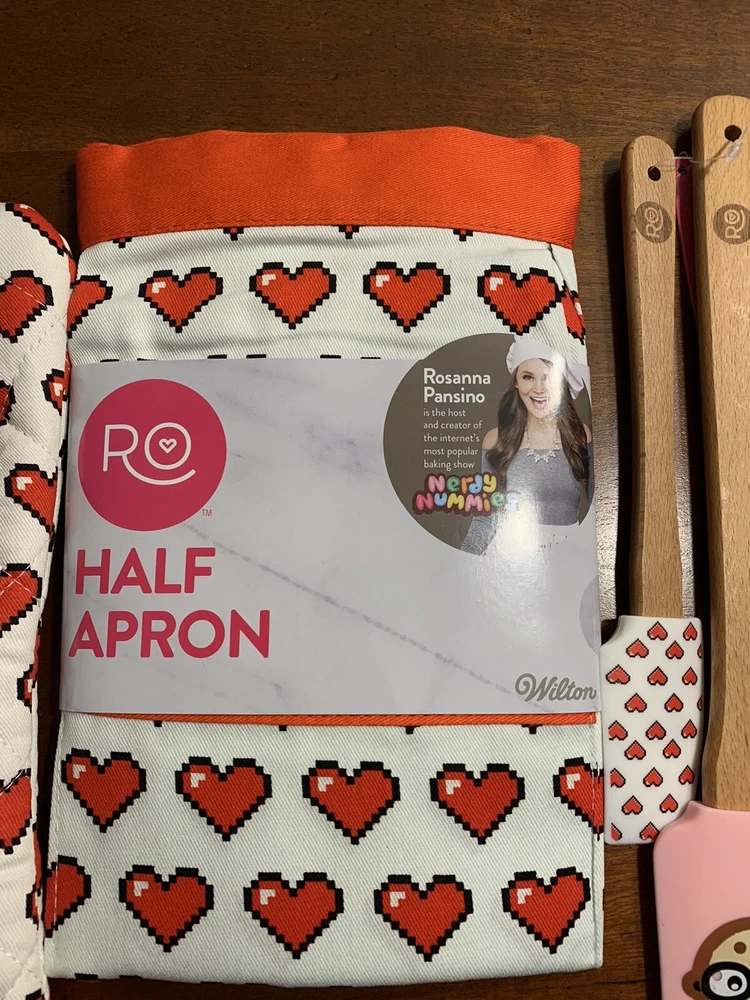 RO
TM
HALF
APRON
Rosanna
Pansino
is the host
and creator of
the internet's
most popular
baking show
Nerdy
Nummies
Wilton
RO
RO